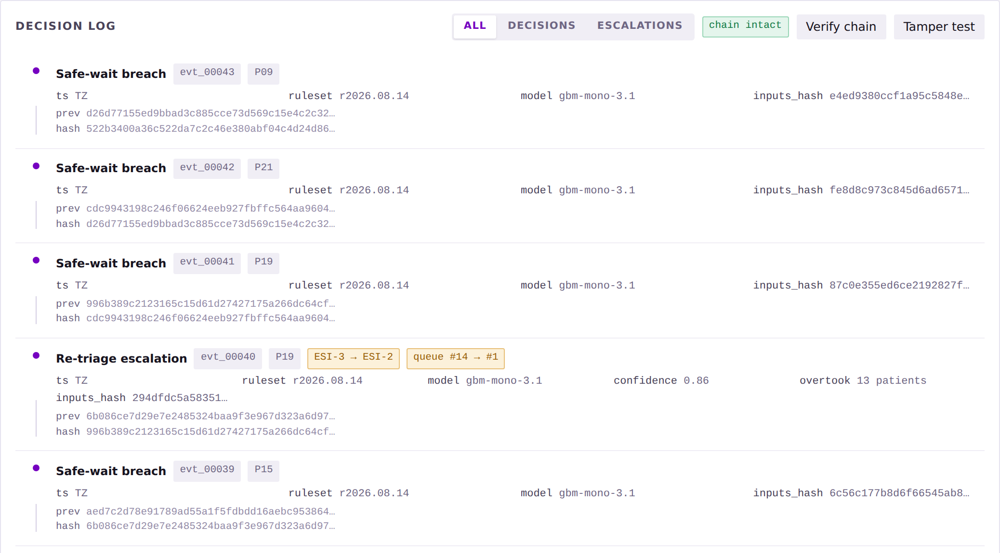 DECISION LOG ALL DECISIONS ESCALATIONS chain intact Verify chain Tamper test
Safe-wait breach evt_00043 P09
ts TZ ruleset r2026.08.14 model gbm-mono-3.1 inputs_hash e4ed9380ccf1a95c5848e…
prev d26d77155ed9bbad3c885cce73d569c15e4c2c32…
hash 522b3400a36c522da7c2c46e380abf04c4d24d86…
Safe-wait breach evt_00042 P21
ts TZ ruleset r2026.08.14 model gbm-mono-3.1 inputs_hash fe8d8c973c845d6ad6571…
prev cdc9943198c246f06624eeb927fbffc564aa9604…
hash d26d77155ed9bbad3c885cce73d569c15e4c2c32…
Safe-wait breach evt_00041 P19
ts TZ ruleset r2026.08.14 model gbm-mono-3.1 inputs_hash 87c0e355ed6ce2192827f…
prev 996b389c2123165c15d61d27427175a266dc64cf…
hash cdc9943198c246f06624eeb927fbffc564aa9604…
Re-triage escalation evt_00040 P19 ESI-3 → ESI-2 queue #14 → #1
ts TZ ruleset r2026.08.14 model gbm-mono-3.1 confidence 0.86 overtook 13 patients
inputs_hash 294dfdc5a58351…
prev 6b086ce7d29e7e2485324baa9f3e967d323a6d97…
hash 996b389c2123165c15d61d27427175a266dc64cf…
Safe-wait breach evt_00039 P15
ts TZ ruleset r2026.08.14 model gbm-mono-3.1 inputs_hash 6c56c177b8d6f66545ab8…
prev aed7c2d78e91789ad55a1f5fdbdd16aebc953864…
hash 6b086ce7d29e7e2485324baa9f3e967d323a6d97…